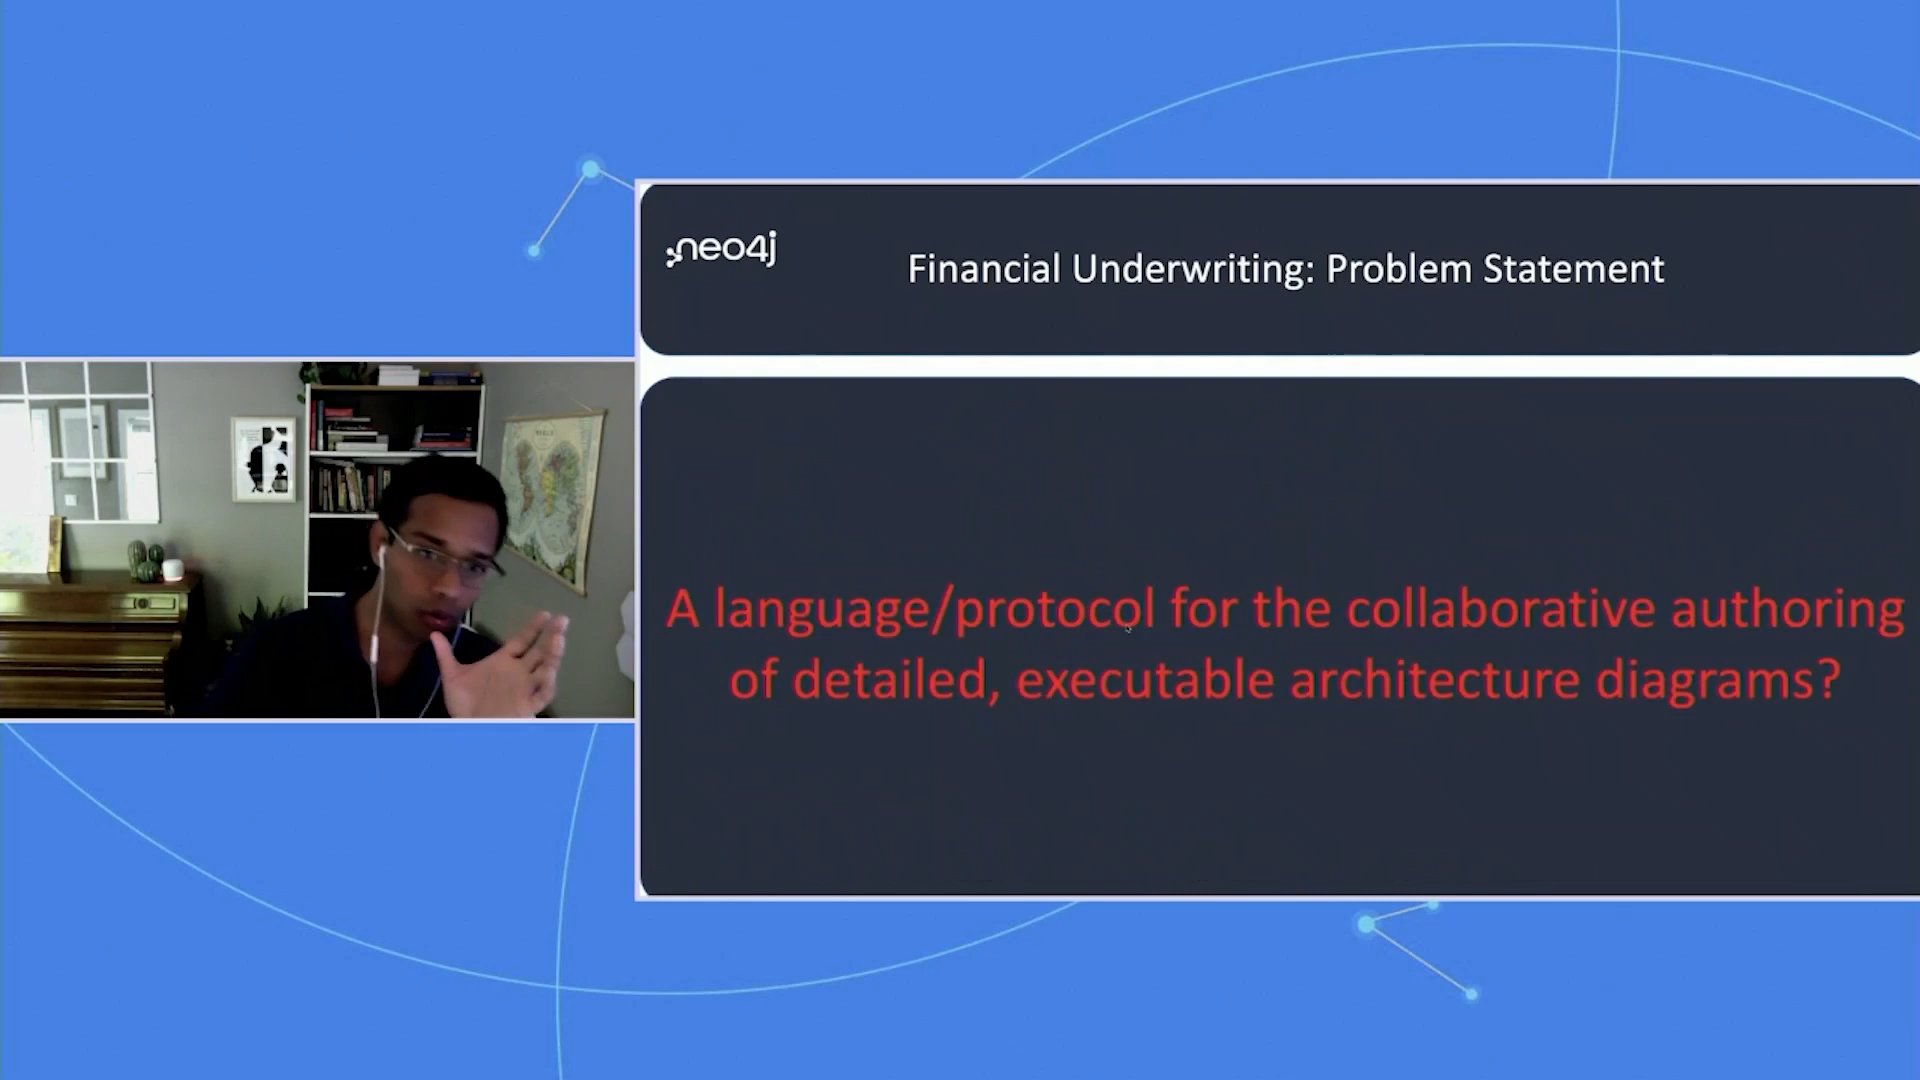 neo4j
Financial Underwriting: Problem Statement
A language/protocol for the collaborative authoring
of detailed, executable architecture diagrams?